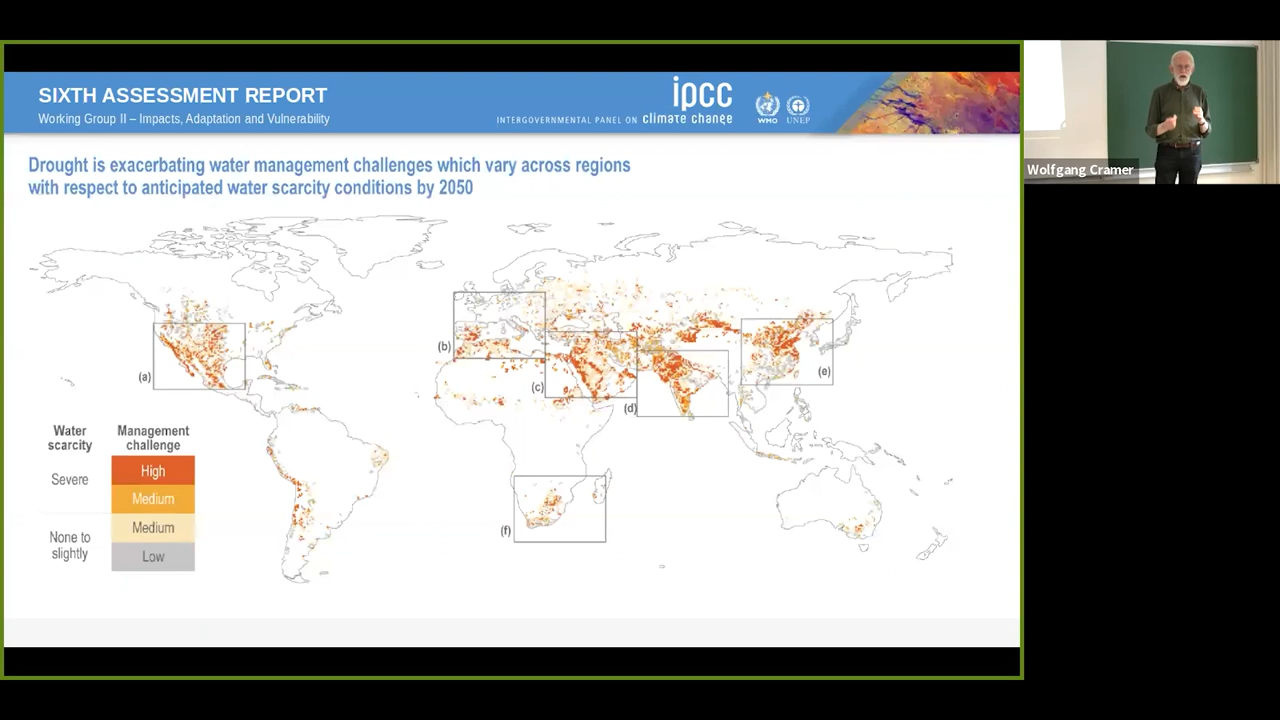 SIXTH ASSESSMENT REPORT
Working Group II – Impacts, Adaptation and Vulnerability
ipcc
INTERGOVERNMENTAL PANEL ON climate change
WMO
UNEP
Wolfgang Cramer
Drought is exacerbating water management challenges which vary across regions
with respect to anticipated water scarcity conditions by 2050
(a)
(b)
(c)
(d)
(e)
(f)
Water
scarcity
Management
challenge
Severe
High
Medium
None to
slightly
Medium
Low